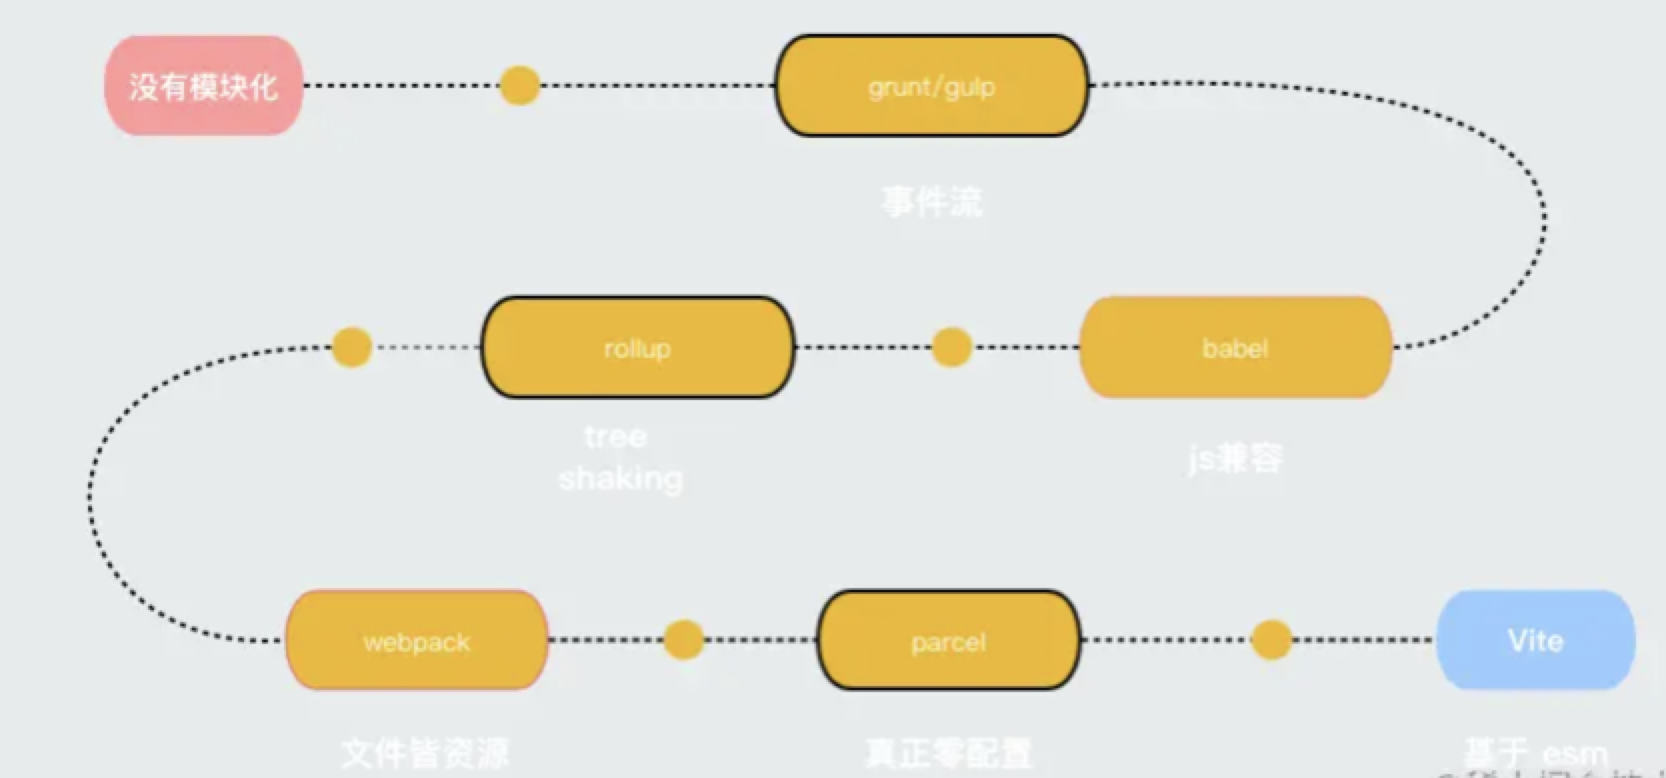 没有模块化
grunt/gulp
事件流
babel
js兼容
rollup
tree
shaking
webpack
文件皆资源
parcel
真正零配置
Vite
基于 esm